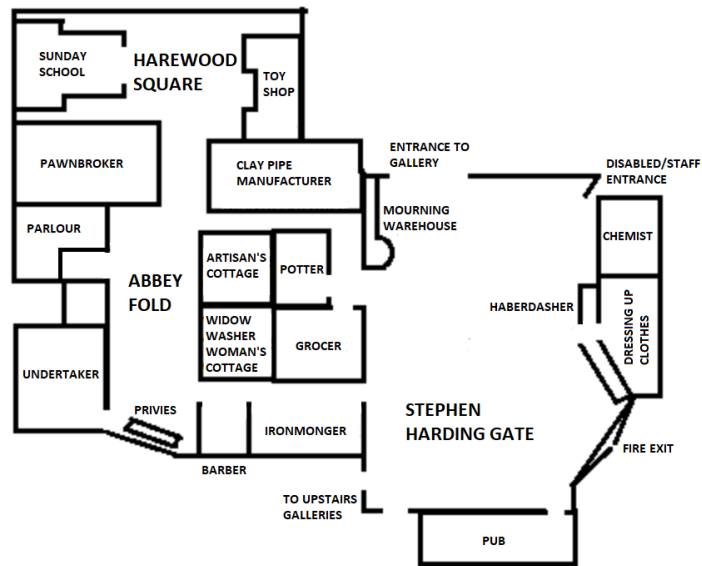 SUNDAY
SCHOOL
HAREWOOD
SQUARE
TOY
SHOP
PAWNBROKER
CLAY PIPE
MANUFACTURER
ENTRANCE TO
GALLERY
DISABLED/STAFF
ENTRANCE
PARLOUR
MOURNING
WAREHOUSE
CHEMIST
ABBEY
FOLD
ARTISAN'S
COTTAGE
POTTER
HABERDASHER
DRESSING UP
CLOTHES
WIDOW
WASHER
WOMAN'S
COTTAGE
GROCER
UNDERTAKER
PRIVIES
BARBER
IRONMONGER
STEPHEN
HARDING GATE
FIRE EXIT
TO UPSTAIRS
GALLERIES
PUB